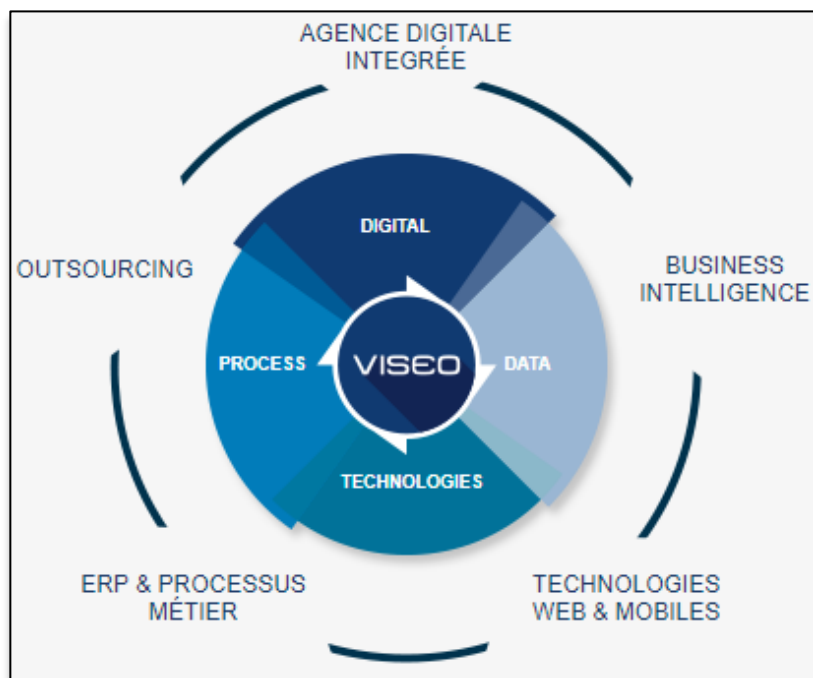 AGENCE DIGITALE
INTEGRÉE
DIGITAL
OUTSOURCING
BUSINESS
INTELLIGENCE
PROCESS
VISEO
DATA
TECHNOLOGIES
ERP & PROCESSUS
MÉTIER
TECHNOLOGIES
WEB & MOBILES